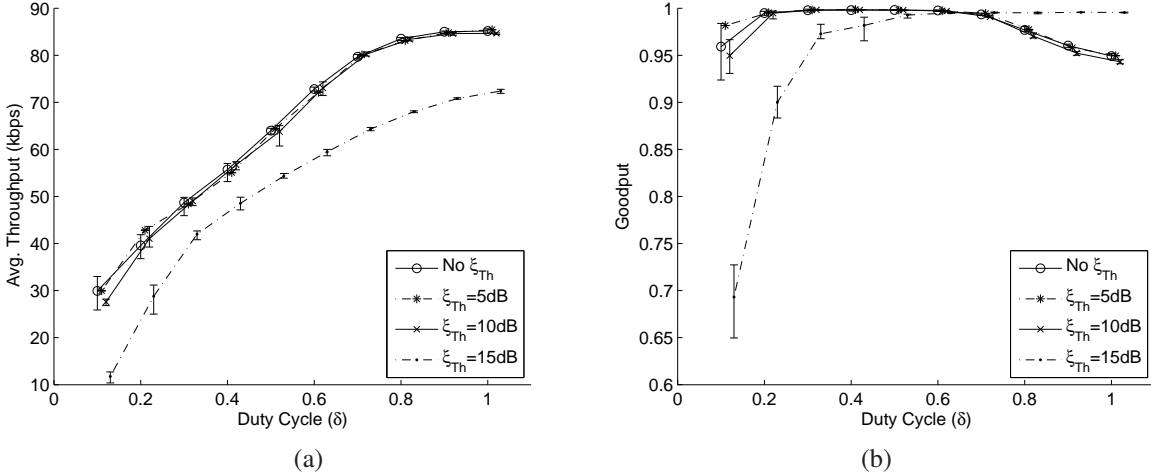 90
80
70
60
50
40
30
20
10
Avg. Throughput (kbps)
0 0.2 0.4 0.6 0.8 1
Duty Cycle (δ)
No ξTh
ξTh=5dB
ξTh=10dB
ξTh=15dB
(a)
1
0.95
0.9
0.85
0.8
0.75
0.7
0.65
0.6
Goodput
0 0.2 0.4 0.6 0.8 1
Duty Cycle (δ)
No ξTh
ξTh=5dB
ξTh=10dB
ξTh=15dB
(b)